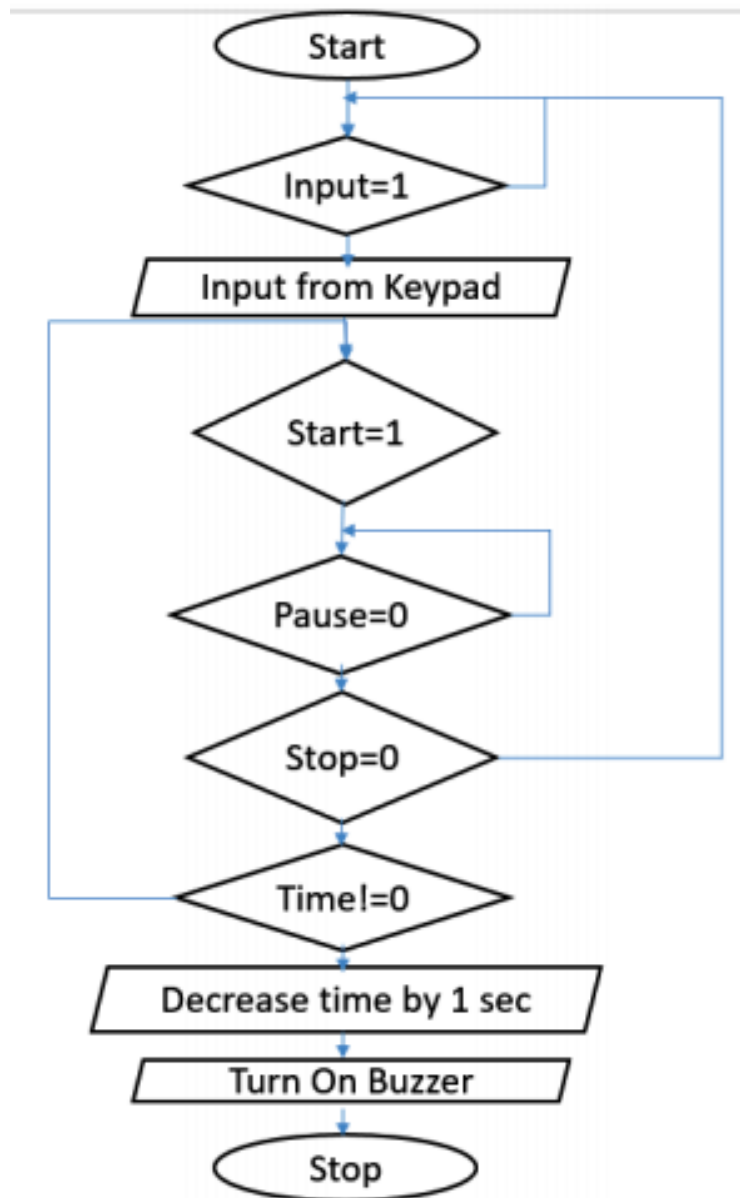 Start
Input=1
Input from Keypad
Start=1
Pause=0
Stop=0
Time!=0
Decrease time by 1 sec
Turn On Buzzer
Stop